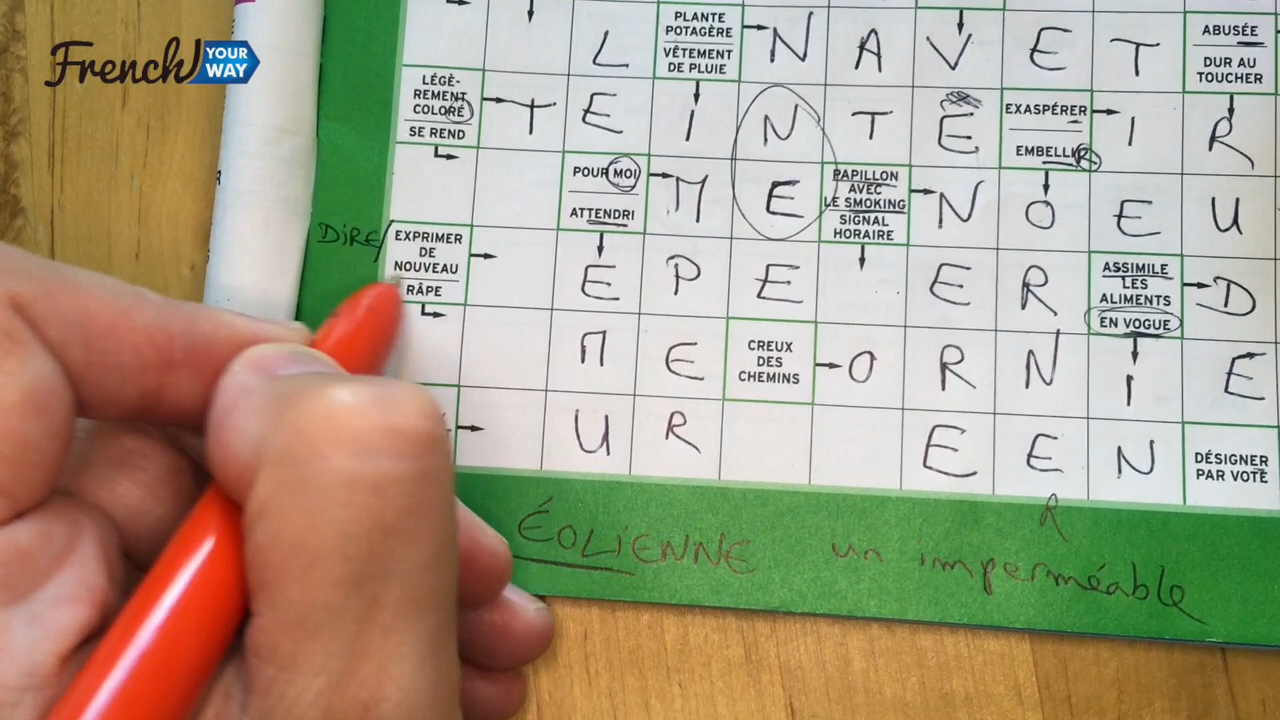 French YOUR WAY
PLANTE
POTAGÈRE
VÊTEMENT
DE PLUIE
ABUSÉE
DUR AU
TOUCHER
L N A V E T
LÉGÈ-
REMENT
COLORÉ
SE REND
EXASPÉRER
EMBELLIR
T E I N T É I R
POUR MOI
ATTENDRI
PAPILLON
AVEC
LE SMOKING
SIGNAL
HORAIRE
M E N O E U
DIRE/
EXPRIMER
DE
NOUVEAU
RÂPE
ASSIMILE
LES
ALIMENTS
EN VOGUE
E P E E R D
CREUX
DES
CHEMINS
M E O R N I E
U R E E N
DÉSIGNER
PAR VOTE
R
ÉOLIENNE un imperméable